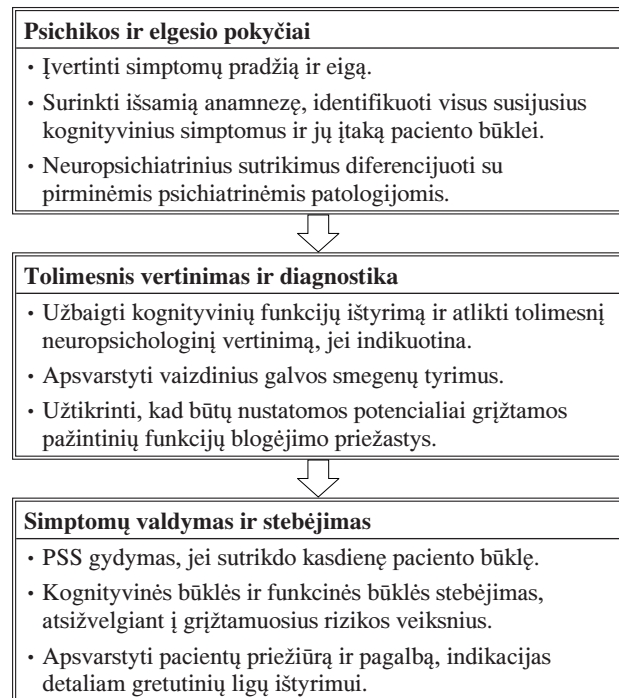 Psichikos ir elgesio pokyčiai
• Įvertinti simptomų pradžią ir eigą.
• Surinkti išsamią anamnezę, identifikuoti visus susijusius
kognityvinius simptomus ir jų įtaką paciento būklei.
• Neuropsichiatrinius sutrikimus diferencijuoti su
pirminėmis psichiatrinėmis patologijomis.
Tolimesnis vertinimas ir diagnostika
• Užbaigti kognityvinių funkcijų ištyrimą ir atlikti tolimesnį
neuropsichologinį vertinimą, jei indikuotina.
• Apsvarstyti vaizdinius galvos smegenų tyrimus.
• Užtikrinti, kad būtų nustatomos potencialiai grįžtamos
pažintinių funkcijų blogėjimo priežastys.
Simptomų valdymas ir stebėjimas
• PSS gydymas, jei sutrikdo kasdienę paciento būklę.
• Kognityvinės būklės ir funkcinės būklės stebėjimas,
atsižvelgiant į grįžtamuosius rizikos veiksnius.
• Apsvarstyti pacientų priežiūrą ir pagalbą, indikacijas
detaliam gretutinių ligų ištyrimui.